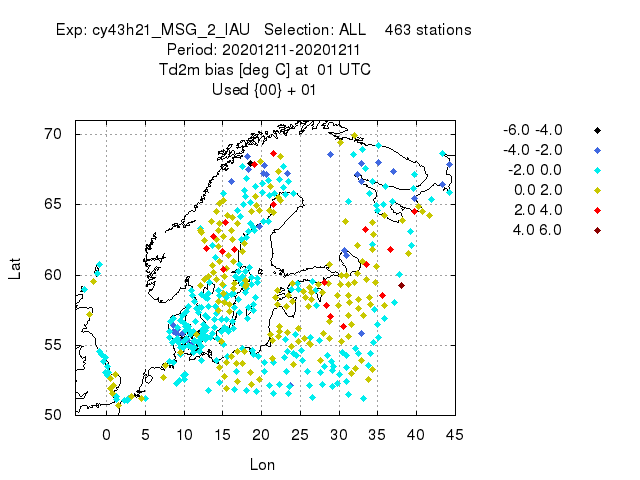 Exp: cy43h21_MSG_2_IAU Selection: ALL 463 stations
Period: 20201211-20201211
Td2m bias [deg C] at 01 UTC
Used {00} + 01
70
65
60
55
50
Lat
0 5 10 15 20 25 30 35 40 45
Lon
-6.0 -4.0
-4.0 -2.0
-2.0 0.0
0.0 2.0
2.0 4.0
4.0 6.0